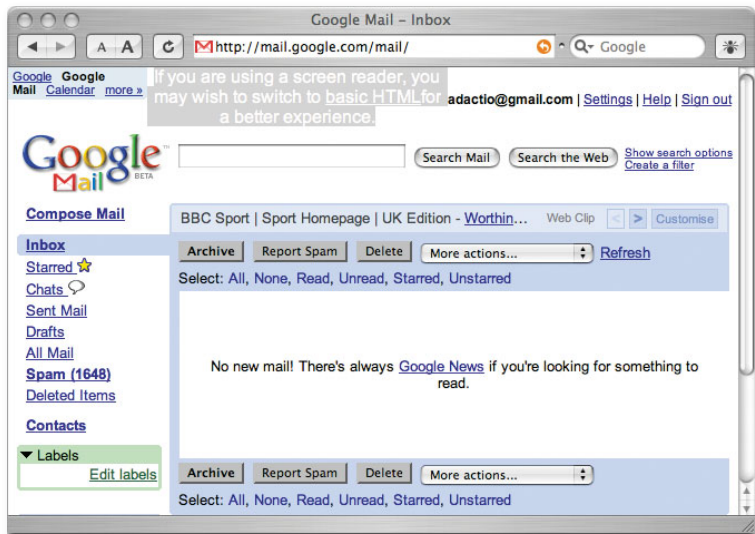 Google Mail – Inbox
A A http://mail.google.com/mail/ Google
Google Google
Mail Calendar more »
If you are using a screen reader, you
may wish to switch to basic HTMLfor
a better experience.
adactio@gmail.com | Settings | Help | Sign out
Google™
Mail BETA
Search Mail Search the Web Show search options
Create a filter
Compose Mail
Inbox
Starred
Chats
Sent Mail
Drafts
All Mail
Spam (1648)
Deleted Items
Contacts
Labels
Edit labels
BBC Sport | Sport Homepage | UK Edition - Worthin... Web Clip < > Customise
Archive Report Spam Delete More actions... Refresh
Select: All, None, Read, Unread, Starred, Unstarred
No new mail! There's always Google News if you're looking for something to
read.
Archive Report Spam Delete More actions...
Select: All, None, Read, Unread, Starred, Unstarred